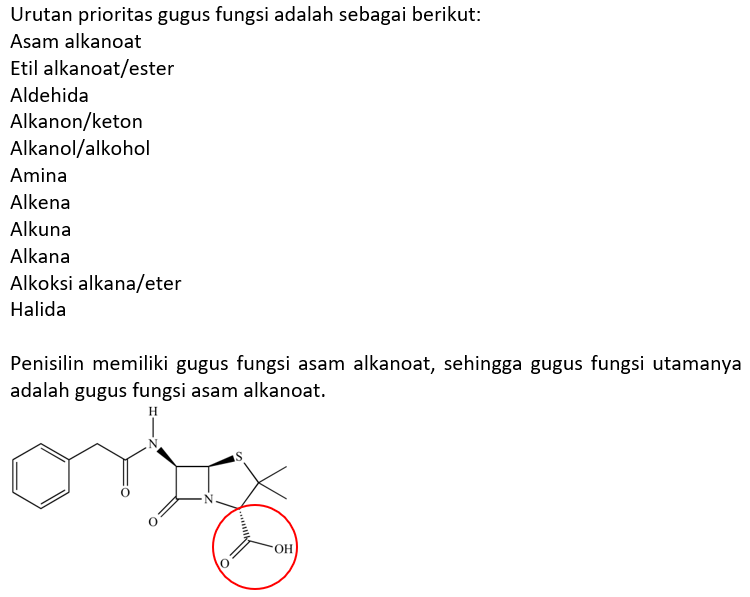 Urutan prioritas gugus fungsi adalah sebagai berikut:
Asam alkanoat
Etil alkanoat/ester
Aldehida
Alkanon/keton
Alkanol/alkohol
Amina
Alkena
Alkuna
Alkana
Alkoksi alkana/eter
Halida
Penisilin memiliki gugus fungsi asam alkanoat, sehingga gugus fungsi utamanya
adalah gugus fungsi asam alkanoat.
H
N
S
O
N
O
OH
O